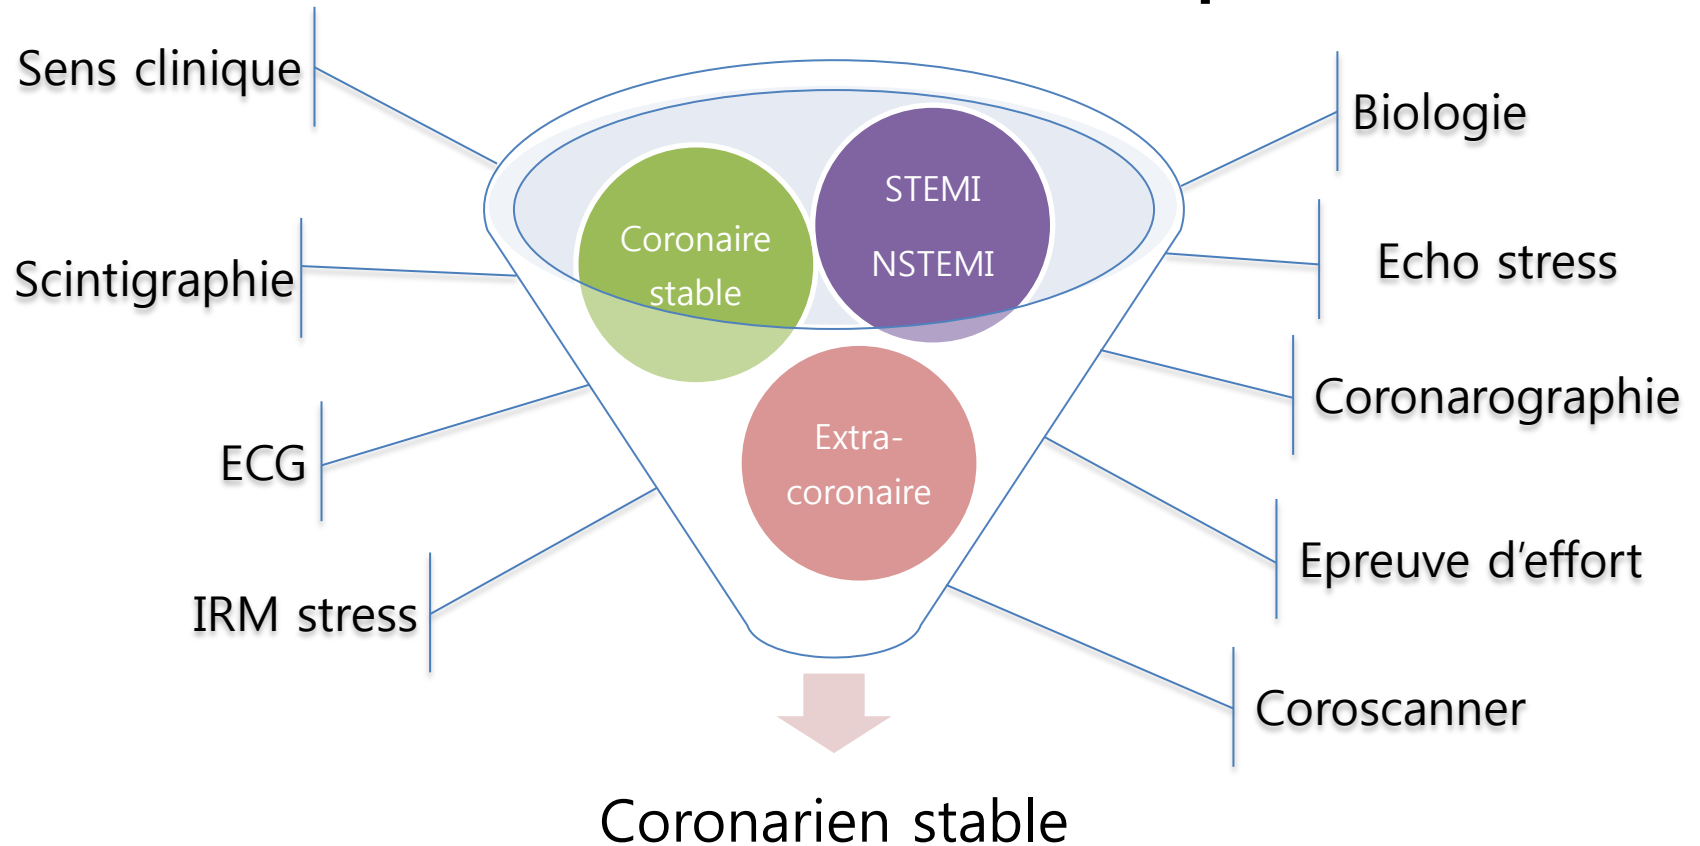 Sens clinique
Biologie
STEMI
NSTEMI
Coronaire
stable
Scintigraphie
Echo stress
Coronarographie
Extra-
coronaire
ECG
Epreuve d’effort
IRM stress
Coroscanner
Coronarien stable